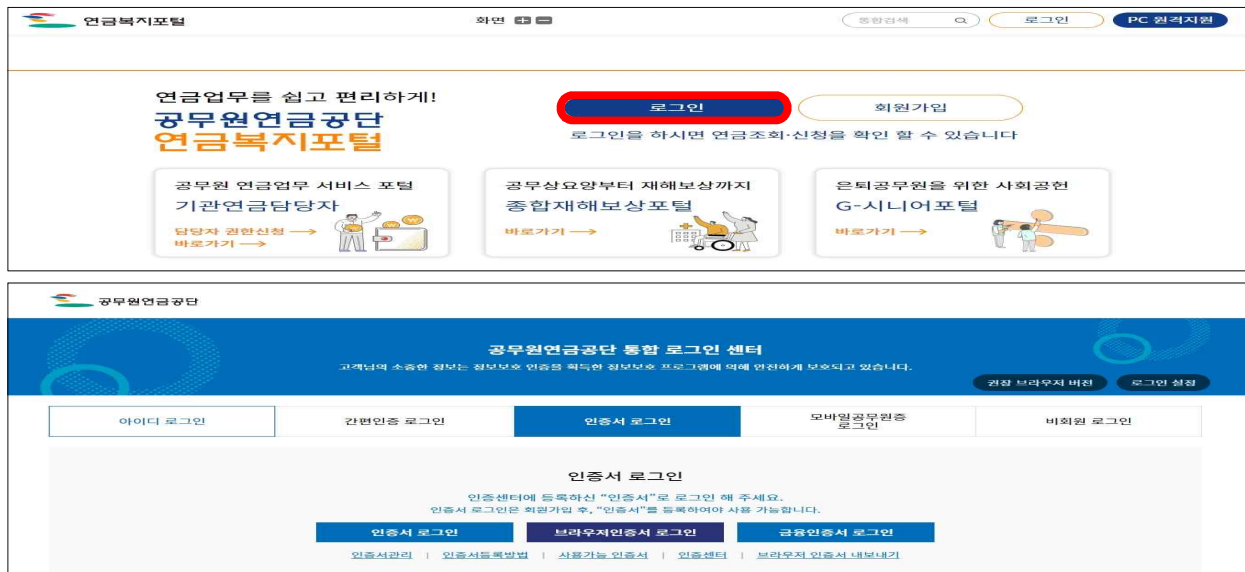 연금복지포털
화면
통합검색
로그인
PC 원격지원
연금업무를 쉽고 편리하게!
공무원연금공단
연금복지포털
로그인
회원가입
로그인을 하시면 연금조회·신청을 확인 할 수 있습니다
공무원 연금업무 서비스 포털
기관연금담당자
담당자 권한신청 →
바로가기 →
공무상요양부터 재해보상까지
종합재해보상포털
바로가기 →
은퇴공무원을 위한 사회공헌
G-시니어포털
바로가기 →
공무원연금공단
공무원연금공단 통합 로그인 센터
고객님의 소중한 정보는 정보보호 인증을 획득한 정보보호 프로그램에 의해 안전하게 보호되고 있습니다.
권장 브라우저 버전
로그인 설정
아이디 로그인
간편인증 로그인
인증서 로그인
모바일공무원증
로그인
비회원 로그인
인증서 로그인
인증센터에 등록하신 “인증서”로 로그인 해 주세요.
인증서 로그인은 회원가입 후, “인증서”를 등록하여야 사용 가능합니다.
인증서 로그인
브라우저인증서 로그인
금융인증서 로그인
인증서관리 | 인증서등록방법 | 사용가능 인증서 | 인증센터 | 브라우저 인증서 내보내기